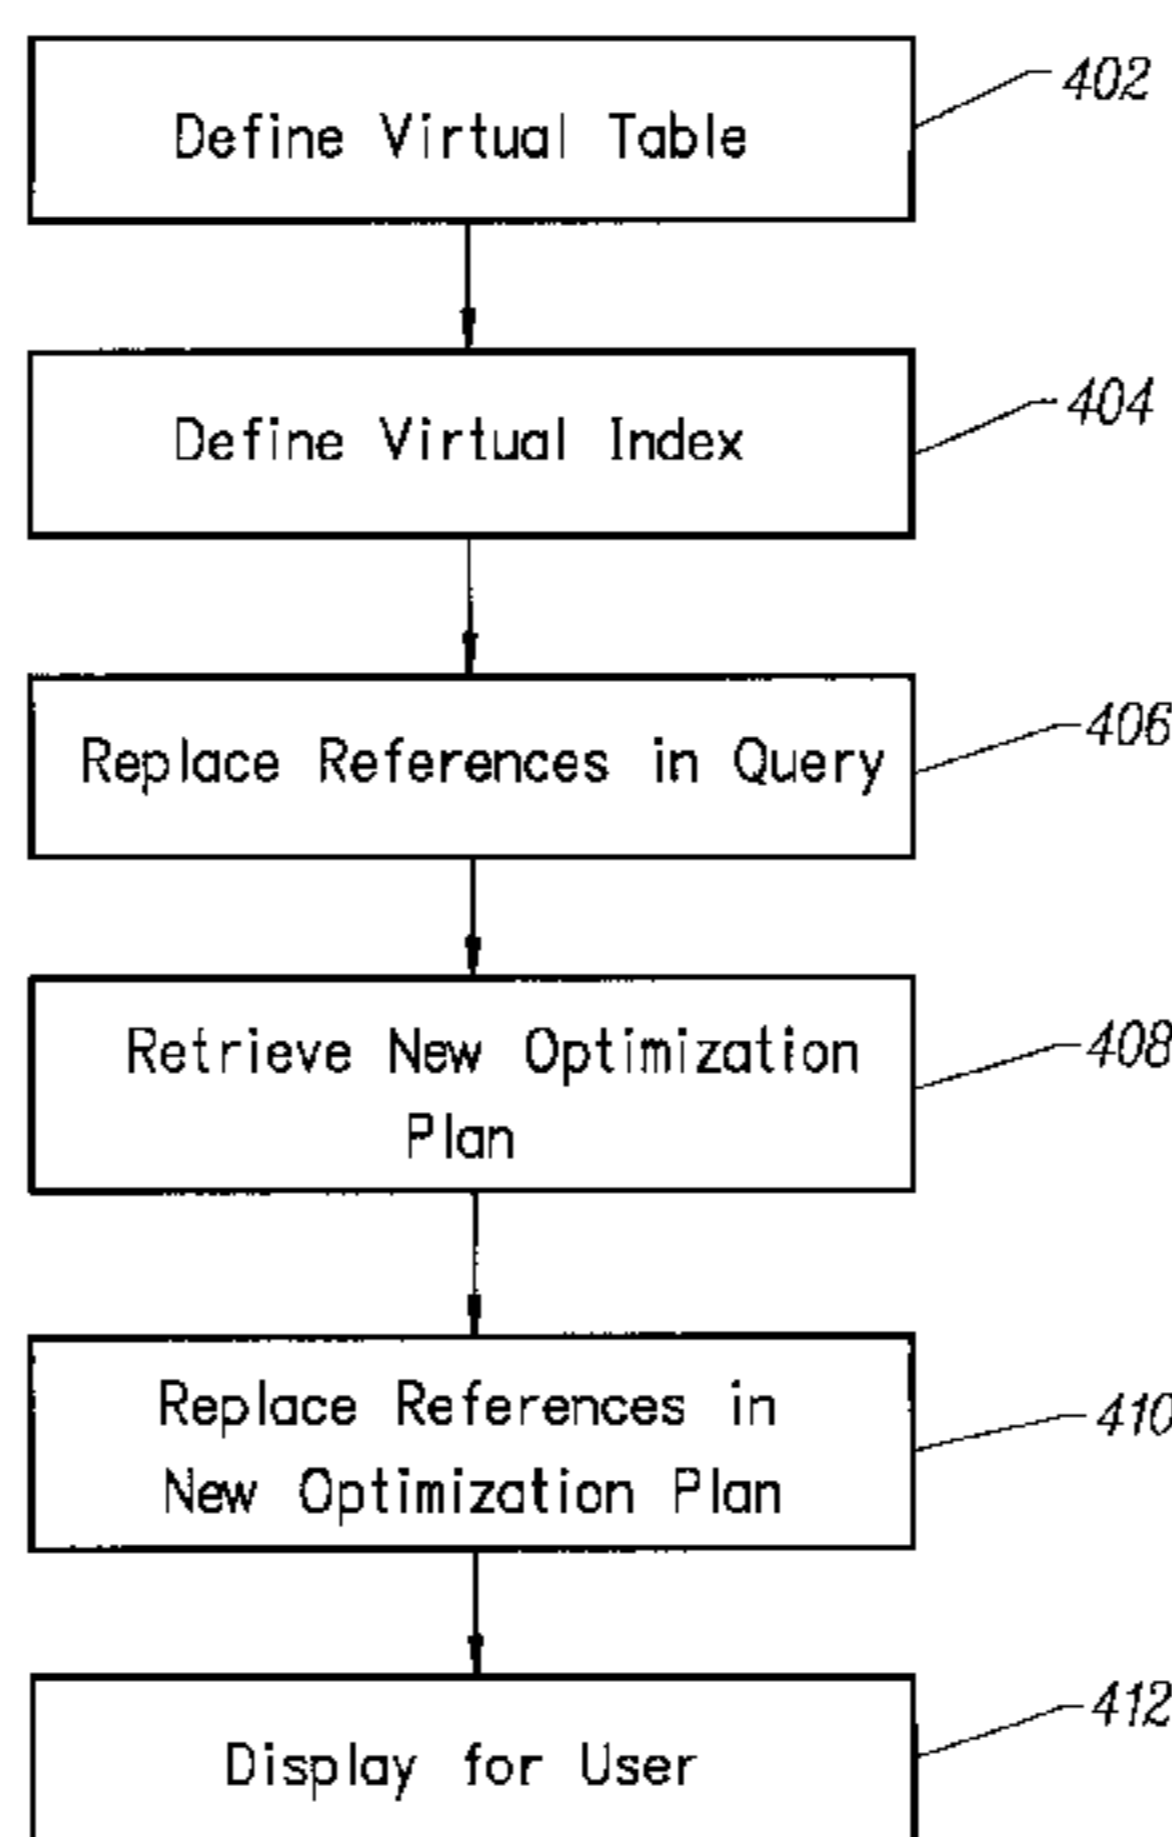 402
Define Virtual Table
404
Define Virtual Index
406
Replace References in Query
408
Retrieve New Optimization
Plan
410
Replace References in
New Optimization Plan
412
Display for User